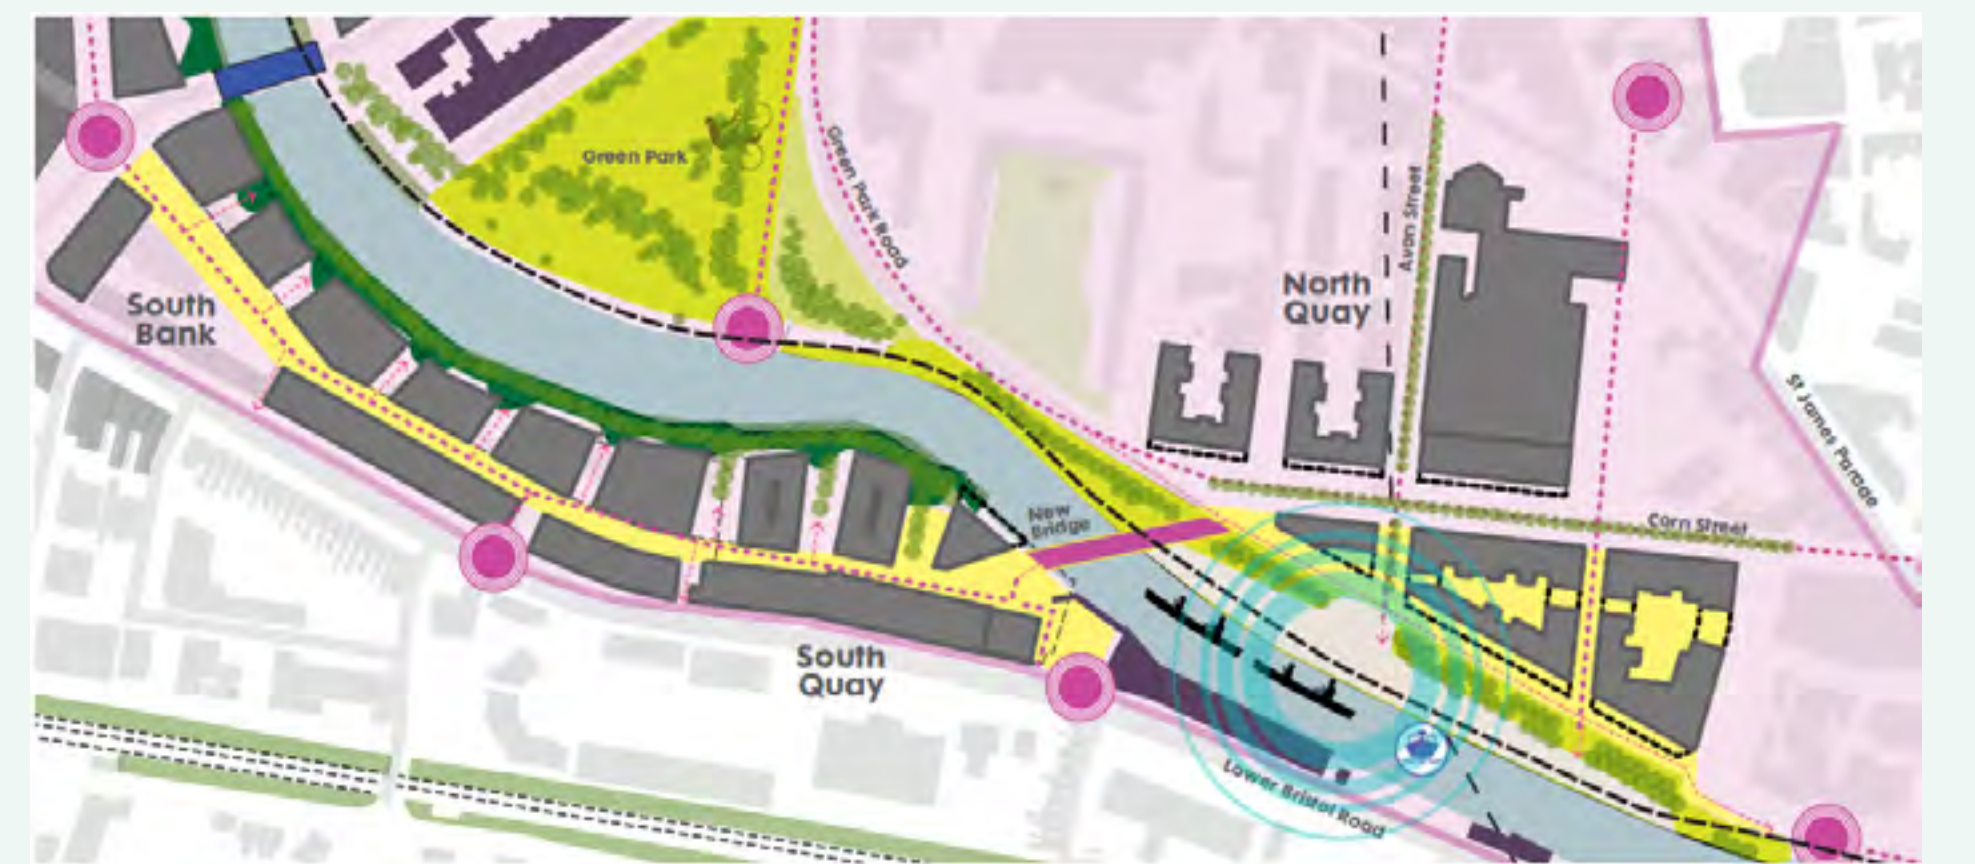 Green Park
Green Park Road
Avon Street
North
Quay
South
Bank
St James Parade
New
Bridge
Corn Street
South
Quay
Lower Bristol Road